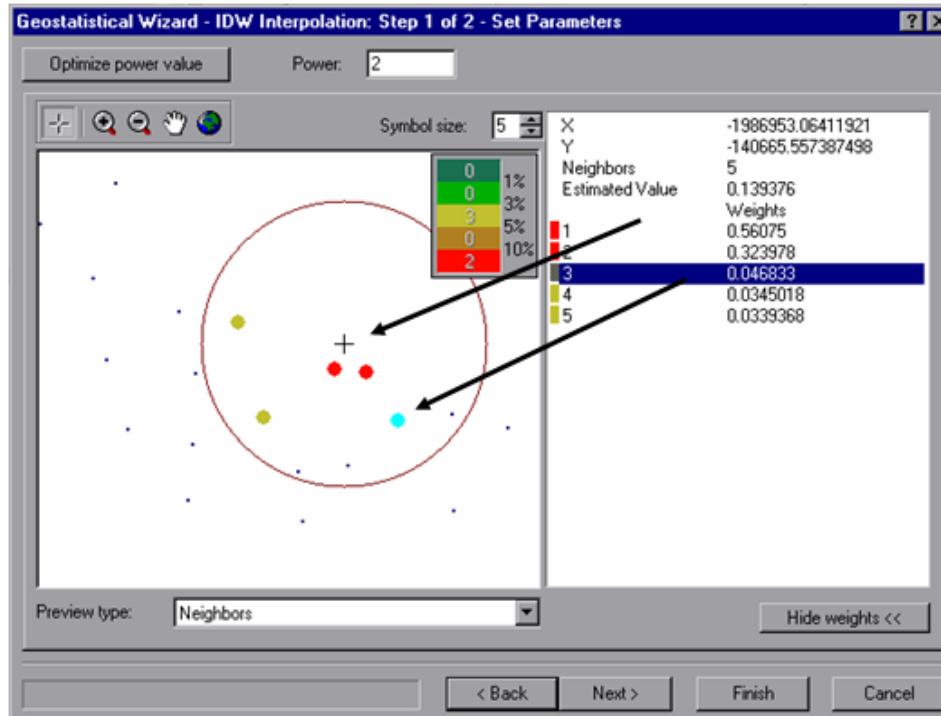 Geostatistical Wizard - IDW Interpolation: Step 1 of 2 - Set Parameters
Optimize power value Power: 2
Symbol size: 5
0
0
3
0
2
1%
3%
5%
10%
X -1986953.06411921
Y -140665.557387498
Neighbors 5
Estimated Value 0.139376
Weights
1 0.56075
2 0.323978
3 0.046833
4 0.0345018
5 0.0339368
Preview type: Neighbors
Hide weights <<
< Back Next > Finish Cancel